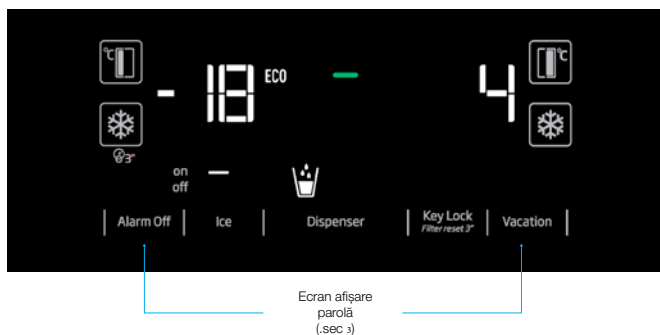 °C
°C
- 18 ECO
4
3"
on
off
Alarm Off
Ice
Dispenser
Key Lock
Filter reset 3"
Vacation
Ecran afișare
parolă
(.sec 3)